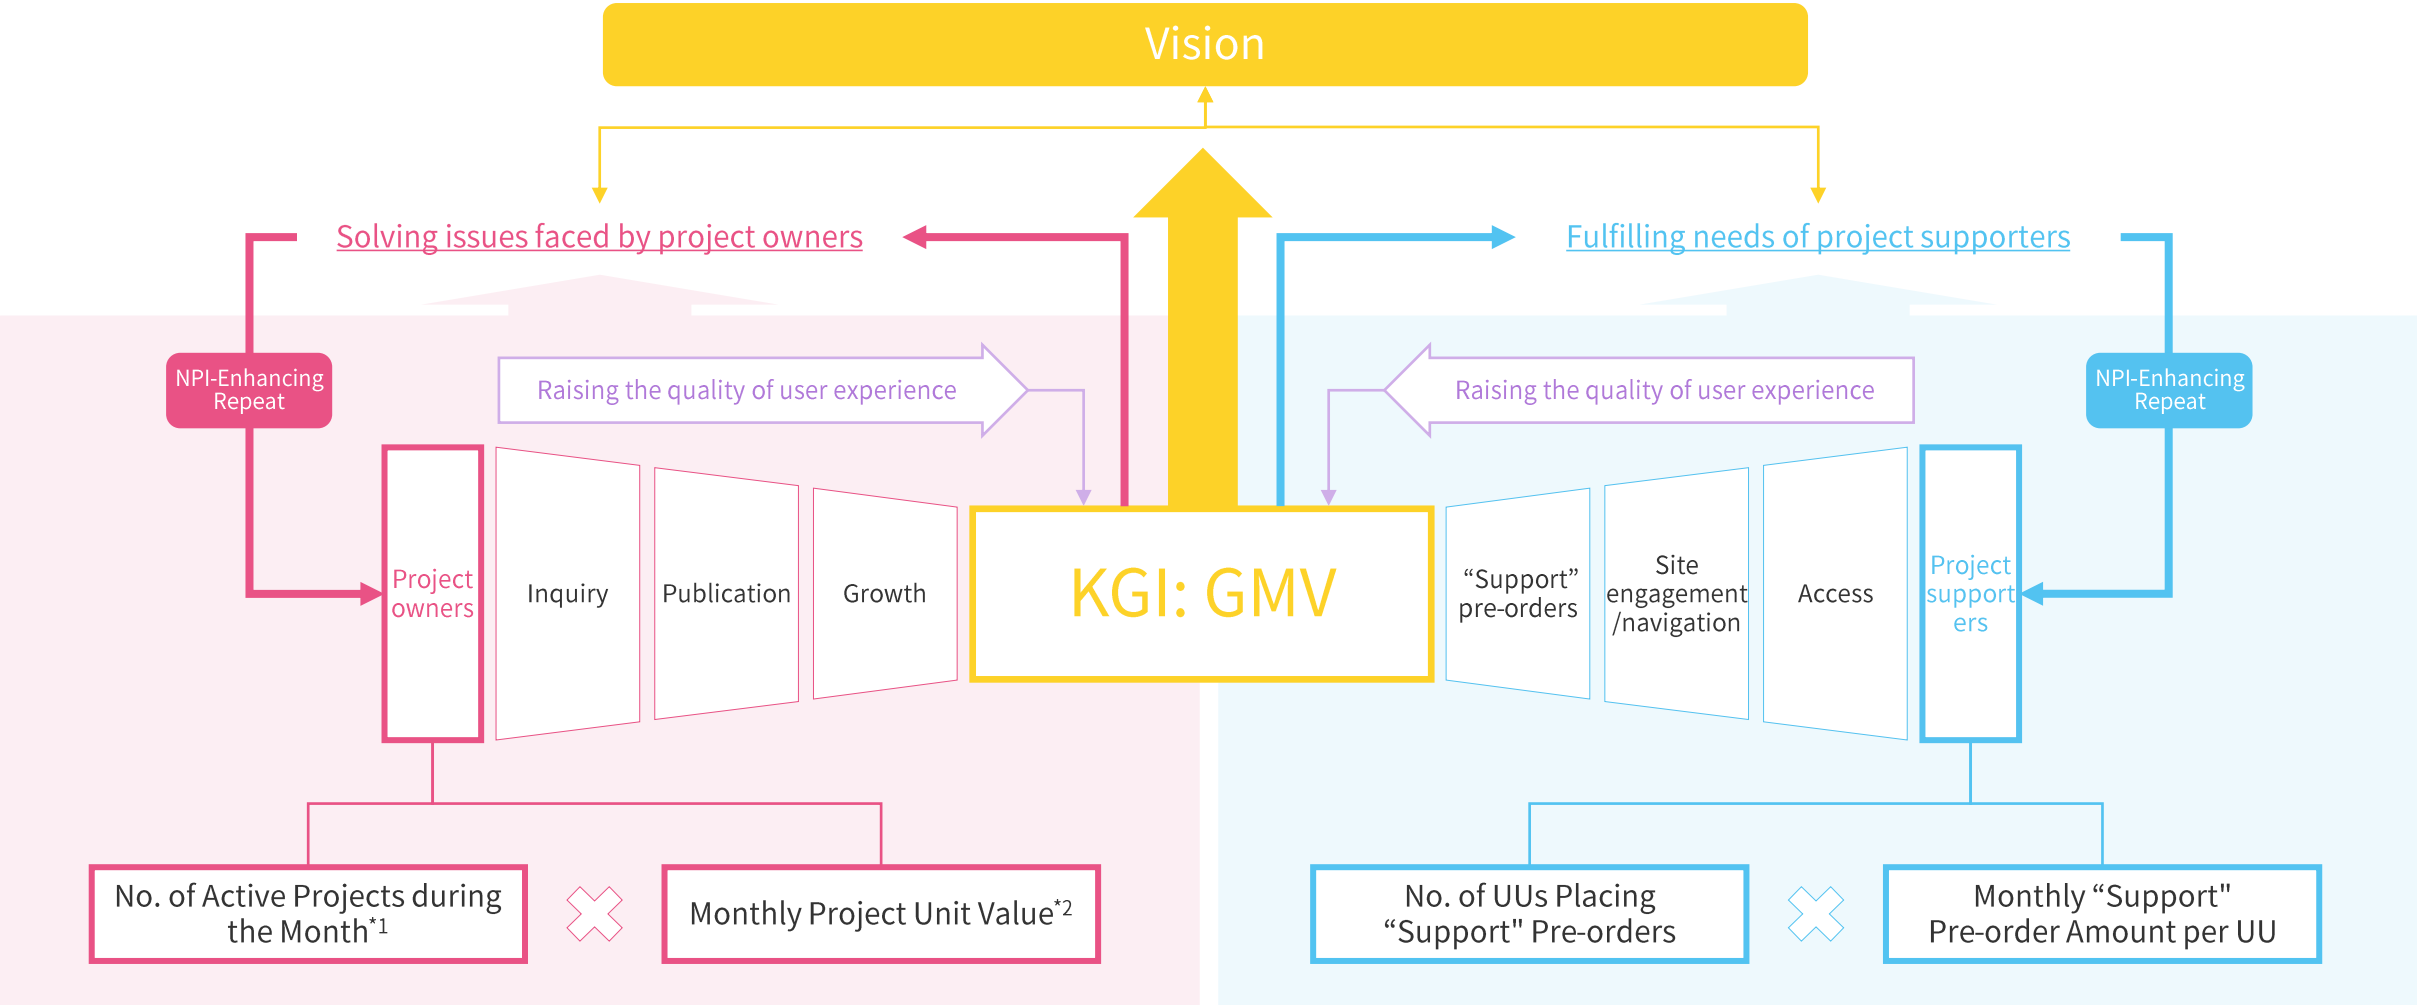 Vision
Solving issues faced by project owners
Fulfilling needs of project supporters
NPI-Enhancing
Repeat
Raising the quality of user experience
Raising the quality of user experience
NPI-Enhancing
Repeat
Project
owners
Inquiry
Publication
Growth
KGI: GMV
“Support”
pre-orders
Site
engagement
/navigation
Access
Project
support
ers
No. of Active Projects during
the Month*1
Monthly Project Unit Value*2
No. of UUs Placing
“Support" Pre-orders
Monthly “Support"
Pre-order Amount per UU